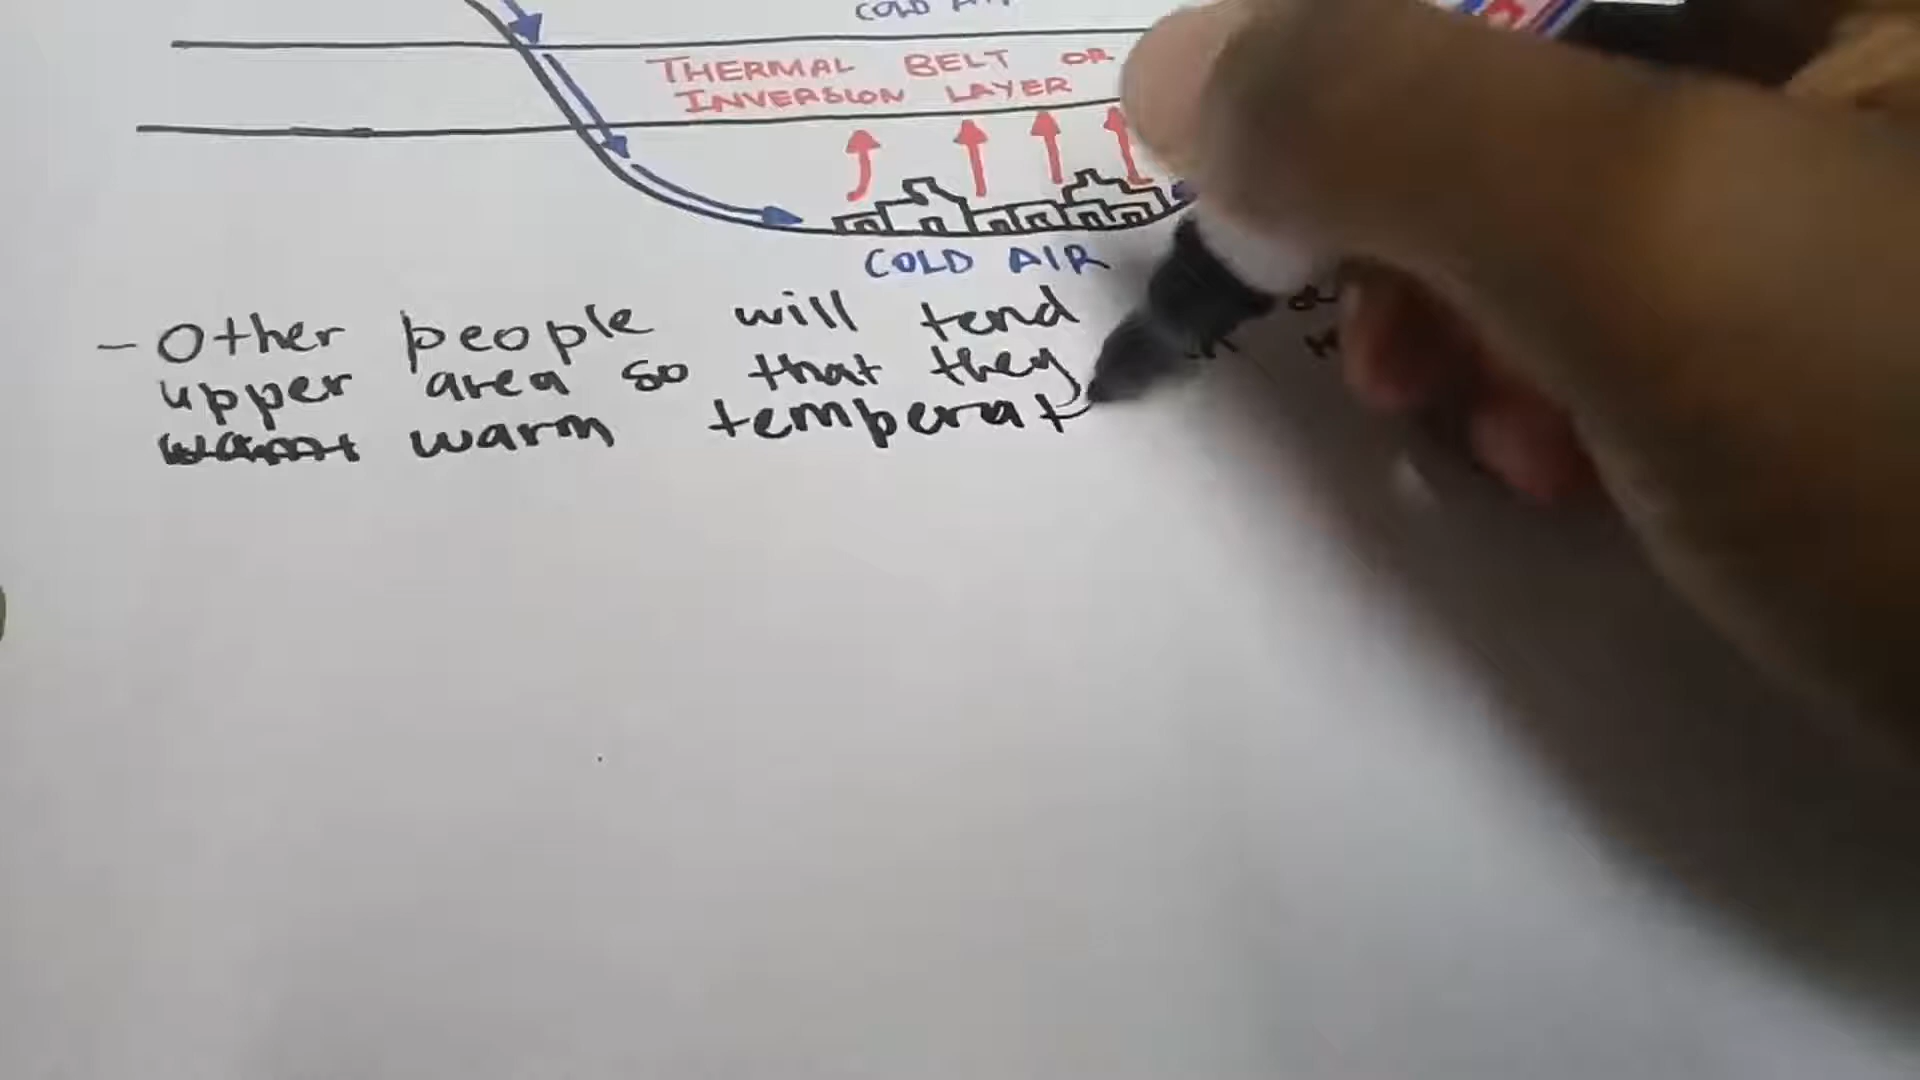 COLD AIR
THERMAL BELT OR
INVERSION LAYER
COLD AIR
- Other people will tend
upper area so that they
warm temperat